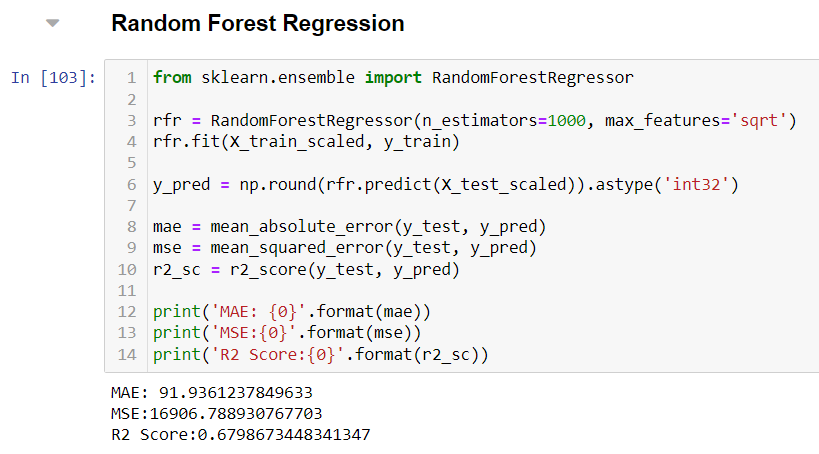 Random Forest Regression
In [103]:
1 from sklearn.ensemble import RandomForestRegressor
2
3 rfr = RandomForestRegressor(n_estimators=1000, max_features='sqrt')
4 rfr.fit(X_train_scaled, y_train)
5
6 y_pred = np.round(rfr.predict(X_test_scaled)).astype('int32')
7
8 mae = mean_absolute_error(y_test, y_pred)
9 mse = mean_squared_error(y_test, y_pred)
10 r2_sc = r2_score(y_test, y_pred)
11
12 print('MAE: {0}'.format(mae))
13 print('MSE:{0}'.format(mse))
14 print('R2 Score:{0}'.format(r2_sc))
MAE: 91.9361237849633
MSE:16906.788930767703
R2 Score:0.6798673448341347